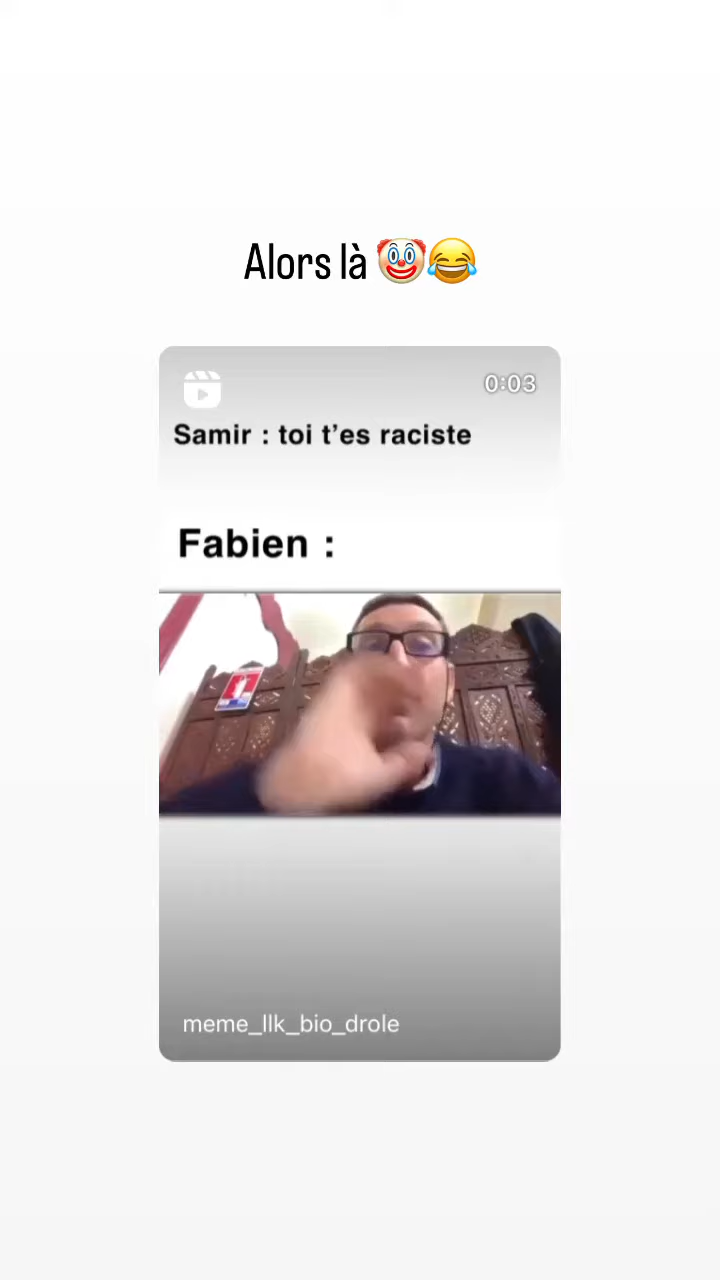 Alors là 🤡😂
0:03
Samir : toi t’es raciste
Fabien :
meme_llk_bio_drole